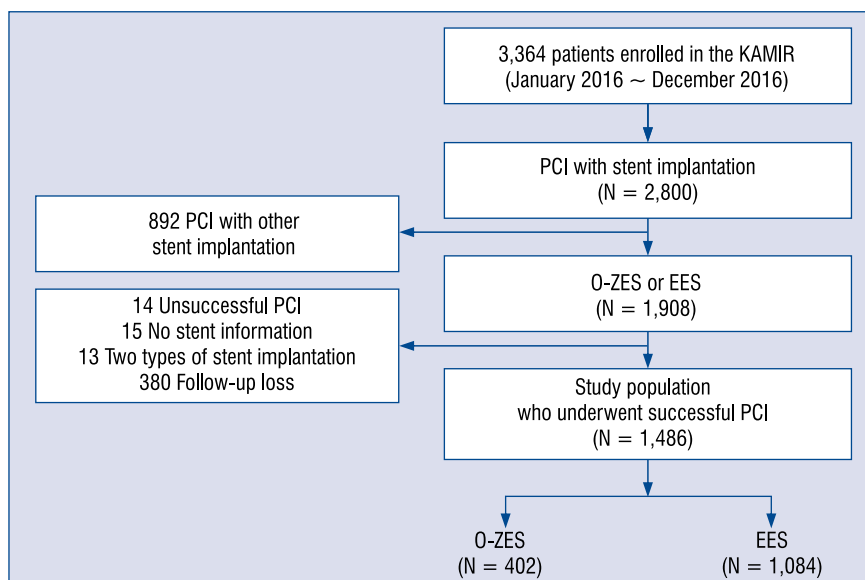 3,364 patients enrolled in the KAMIR
(January 2016 ~ December 2016)
PCI with stent implantation
(N = 2,800)
892 PCI with other
stent implantation
O-ZES or EES
(N = 1,908)
14 Unsuccessful PCI
15 No stent information
13 Two types of stent implantation
380 Follow-up loss
Study population
who underwent successful PCI
(N = 1,486)
O-ZES
(N = 402)
EES
(N = 1,084)